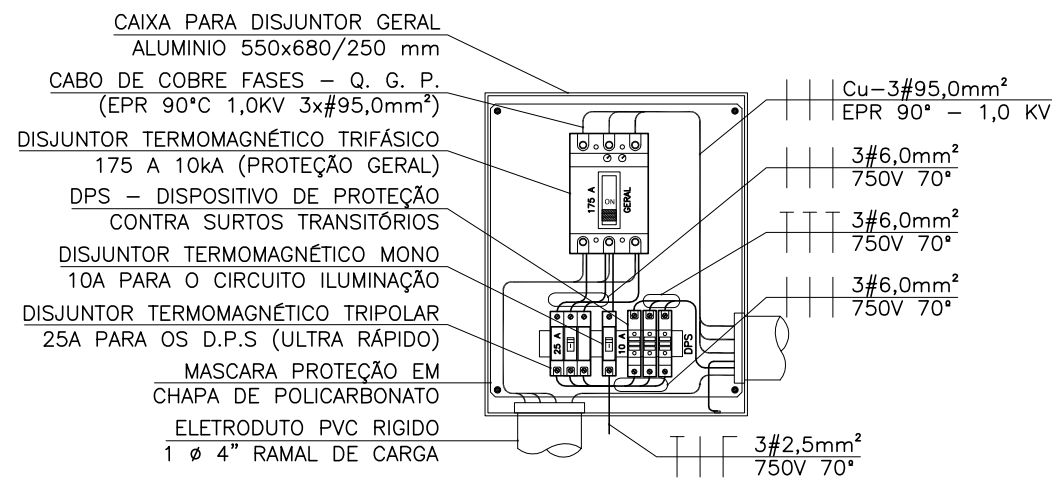 CAIXA PARA DISJUNTOR GERAL
ALUMINIO 550x680/250 mm
CABO DE COBRE FASES – Q. G. P.
(EPR 90°C 1,0KV 3x#95,0mm²)
DISJUNTOR TERMOMAGNÉTICO TRIFÁSICO
175 A 10kA (PROTEÇÃO GERAL)
DPS – DISPOSITIVO DE PROTEÇÃO
CONTRA SURTOS TRANSITÓRIOS
DISJUNTOR TERMOMAGNÉTICO MONO
10A PARA O CIRCUITO ILUMINAÇÃO
DISJUNTOR TERMOMAGNÉTICO TRIPOLAR
25A PARA OS D.P.S (ULTRA RÁPIDO)
MASCARA PROTEÇÃO EM
CHAPA DE POLICARBONATO
ELETRODUTO PVC RIGIDO
1 ø 4” RAMAL DE CARGA
175 A
ON
GERAL
25 A
10 A
DPS
Cu–3#95,0mm²
EPR 90° – 1,0 KV
3#6,0mm²
750V 70°
3#6,0mm²
750V 70°
3#6,0mm²
750V 70°
3#2,5mm²
750V 70°